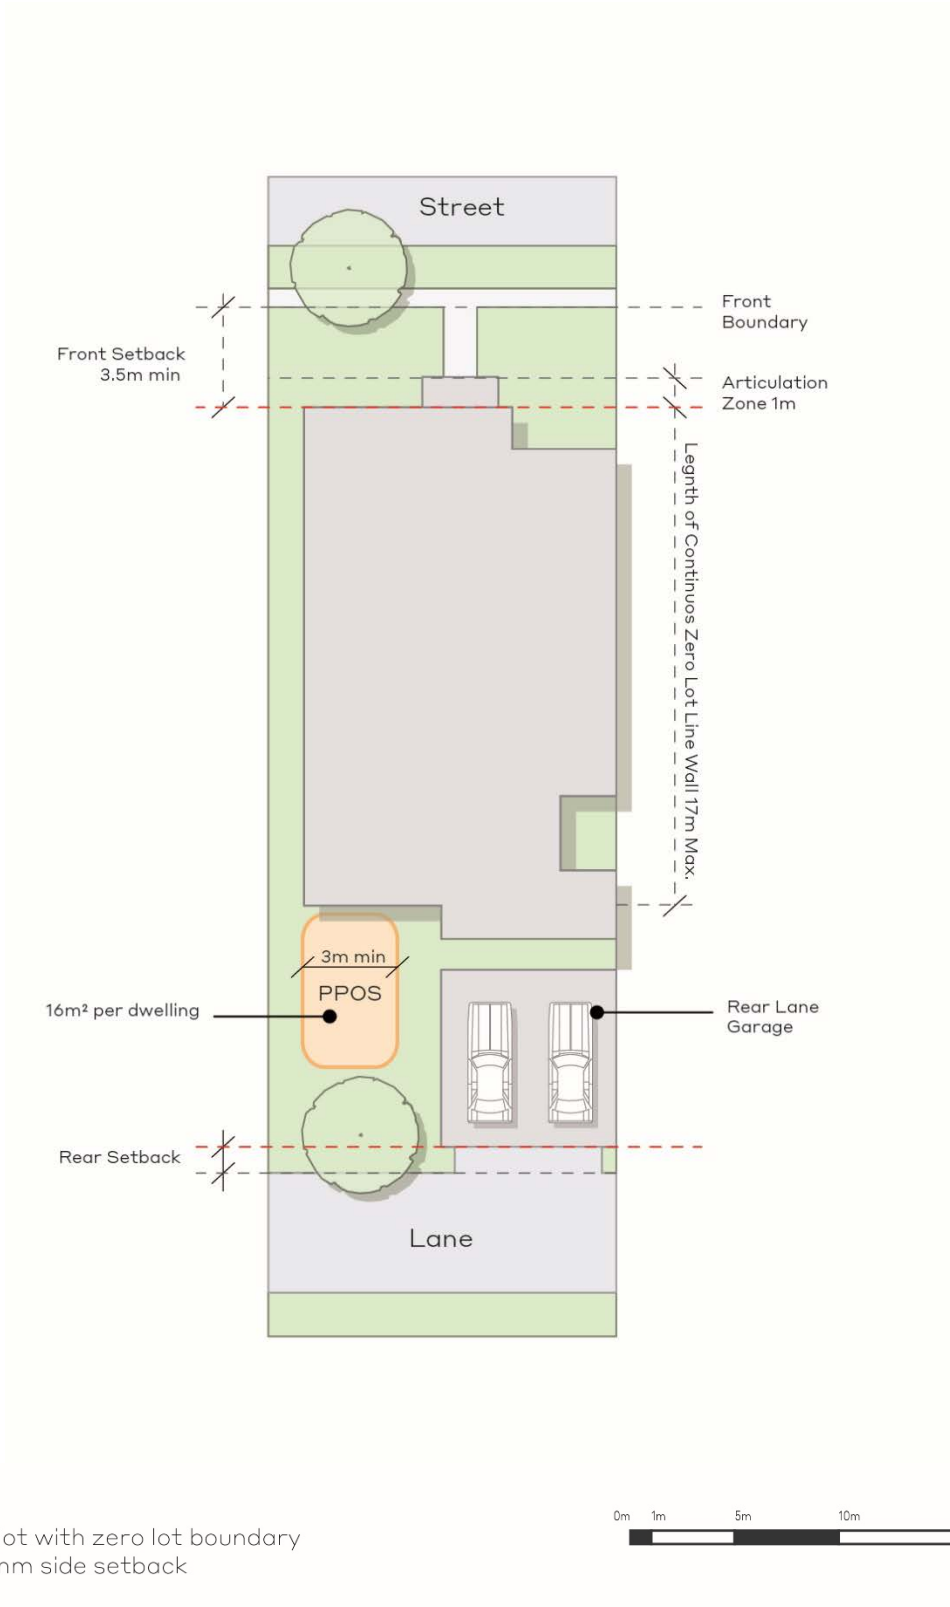 Street
Front
Boundary
Front Setback
3.5m min
Articulation
Zone 1m
Legnth of Continuos Zero Lot Line Wall 17m Max.
3m min
PPOS
16m² per dwelling
Rear Lane
Garage
Rear Setback
Lane
0m 1m 5m 10m
ot with zero lot boundary
nm side setback